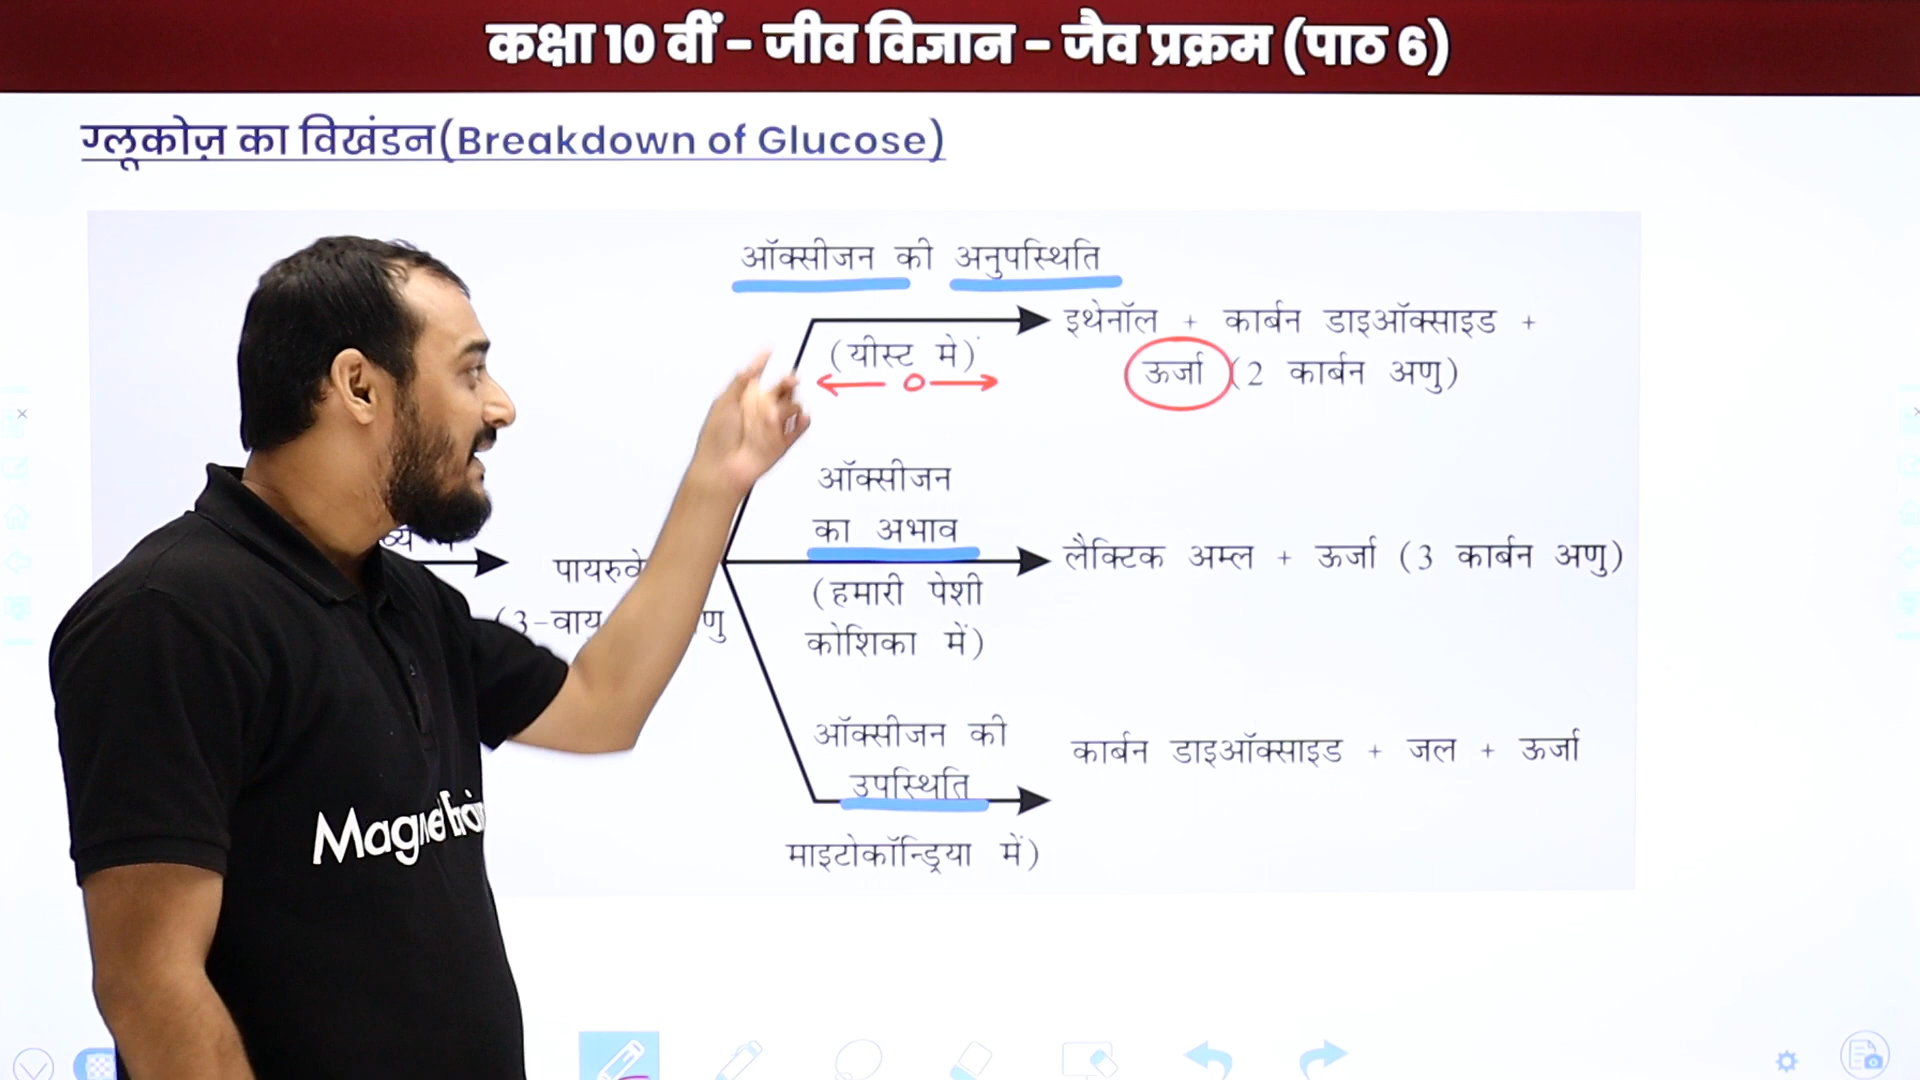 कक्षा 10 वीं - जीव विज्ञान - जैव प्रक्रम (पाठ 6)
ग्लूकोज़ का विखंडन(Breakdown of Glucose)
ऑक्सीजन की अनुपस्थिति
(यीस्ट मे)
इथेनॉल + कार्बन डाइऑक्साइड +
ऊर्जा (2 कार्बन अणु)
ऑक्सीजन
का अभाव
(हमारी पेशी
कोशिका में)
लैक्टिक अम्ल + ऊर्जा (3 कार्बन अणु)
ऑक्सीजन की
उपस्थिति
माइटोकॉन्ड्रिया में)
कार्बन डाइऑक्साइड + जल + ऊर्जा